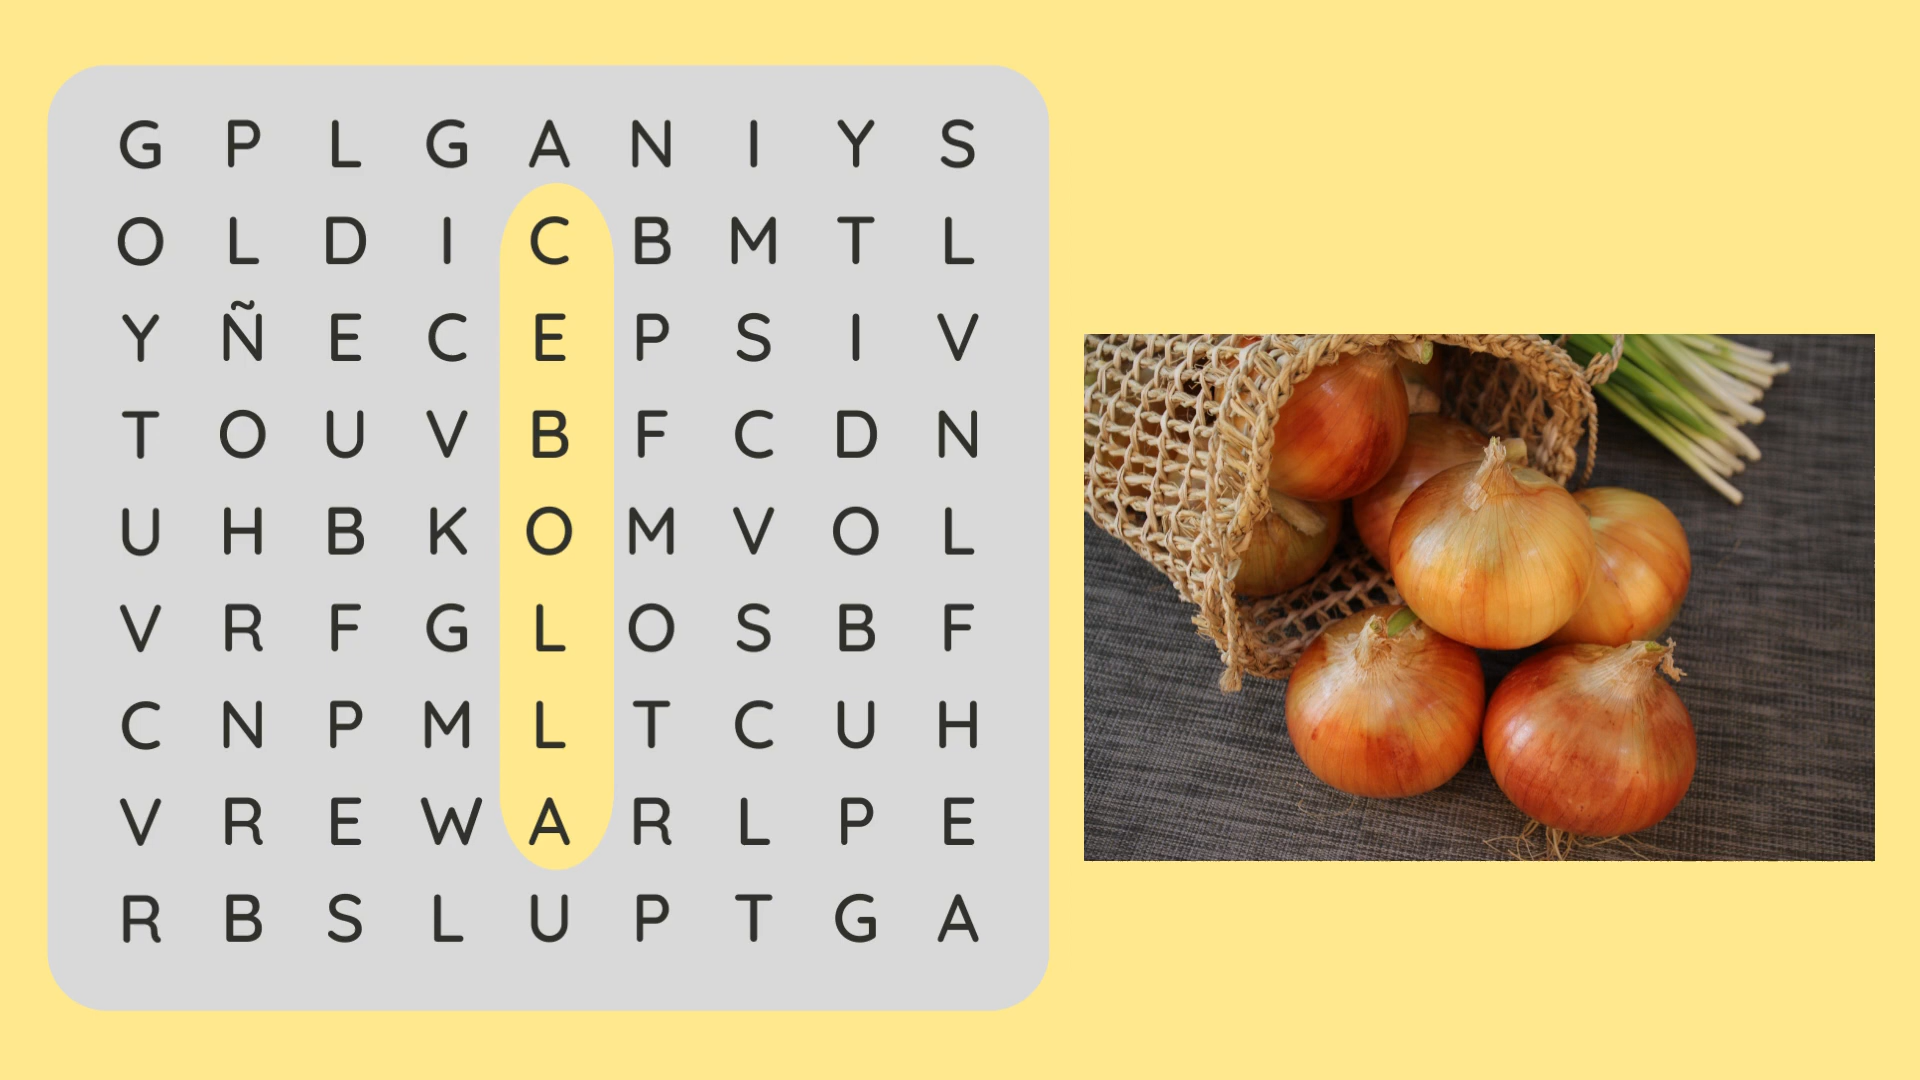 G P L G A N I Y S
O L D I C B M T L
Y Ñ E C E P S I V
T O U V B F C D N
U H B K O M V O L
V R F G L O S B F
C N P M L T C U H
V R E W A R L P E
R B S L U P T G A